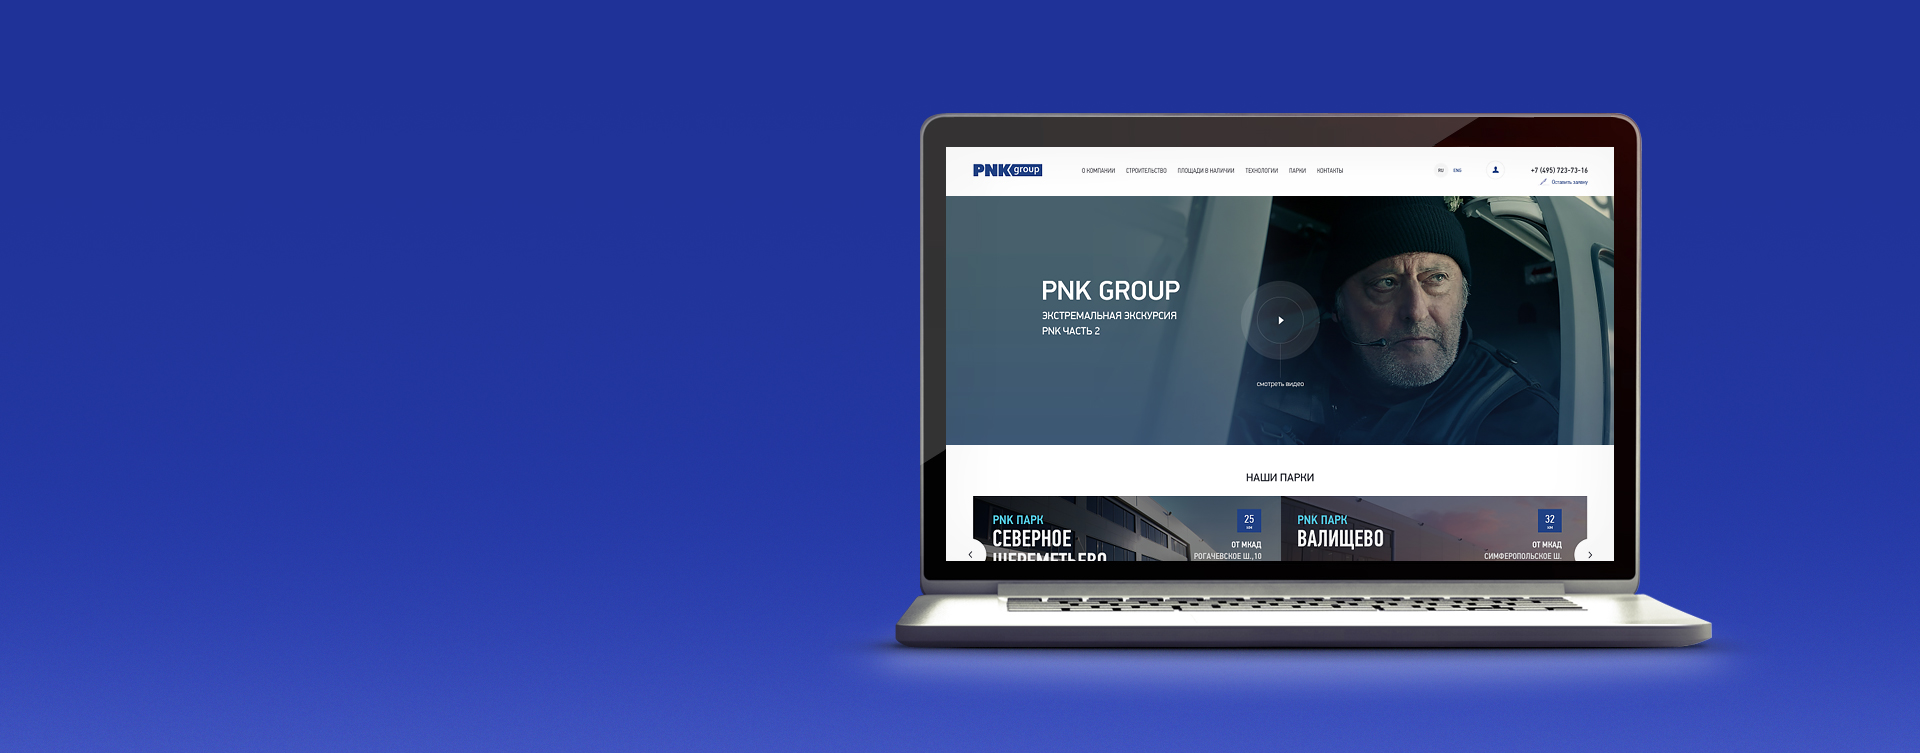 PNK group
О КОМПАНИИ СТРОИТЕЛЬСТВО ПЛОЩАДИ В НАЛИЧИИ ТЕХНОЛОГИИ ПАРКИ КОНТАКТЫ
RU ENG
+7 (495) 723-73-16
Оставить заявку
PNK GROUP
ЭКСТРЕМАЛЬНАЯ ЭКСКУРСИЯ
PNK ЧАСТЬ 2
смотреть видео
НАШИ ПАРКИ
PNK ПАРК
СЕВЕРНОЕ
ШЕРЕМЕТЬЕВО
25
км
ОТ МКАД
РОГАЧЕВСКОЕ Ш.,10
PNK ПАРК
ВАЛИЩЕВО
32
км
ОТ МКАД
СИМФЕРОПОЛЬСКОЕ Ш.